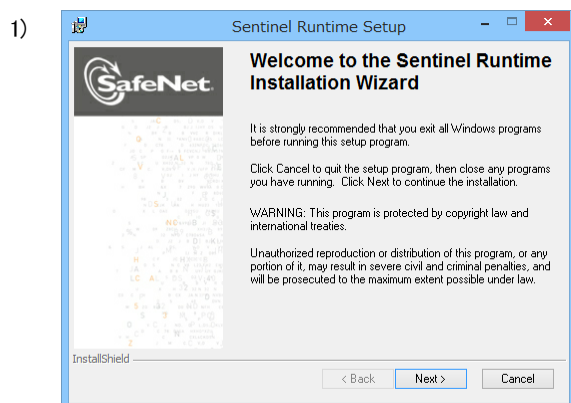 1)
Sentinel Runtime Setup
SafeNet.
Welcome to the Sentinel Runtime
Installation Wizard
It is strongly recommended that you exit all Windows programs
before running this setup program.
Click Cancel to quit the setup program, then close any programs
you have running. Click Next to continue the installation.
WARNING: This program is protected by copyright law and
international treaties.
Unauthorized reproduction or distribution of this program, or any
portion of it, may result in severe civil and criminal penalties, and
will be prosecuted to the maximum extent possible under law.
InstallShield
< Back Next > Cancel